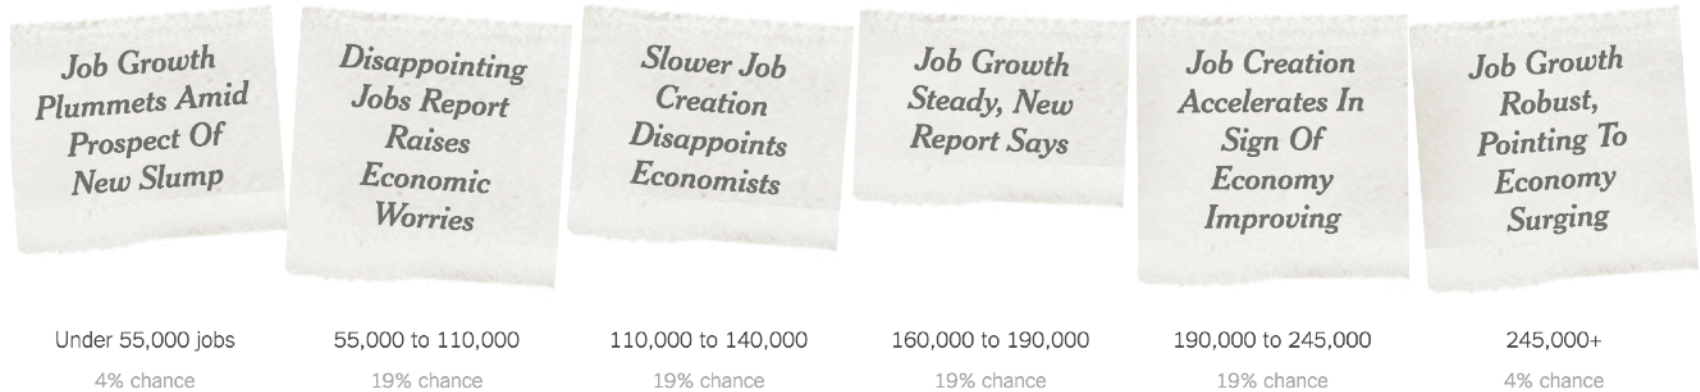 Job Growth
Plummets Amid
Prospect Of
New Slump
Disappointing
Jobs Report
Raises
Economic
Worries
Slower Job
Creation
Disappoints
Economists
Job Growth
Steady, New
Report Says
Job Creation
Accelerates In
Sign Of
Economy
Improving
Job Growth
Robust,
Pointing To
Economy
Surging
Under 55,000 jobs
55,000 to 110,000
110,000 to 140,000
160,000 to 190,000
190,000 to 245,000
245,000+
4% chance
19% chance
19% chance
19% chance
19% chance
4% chance